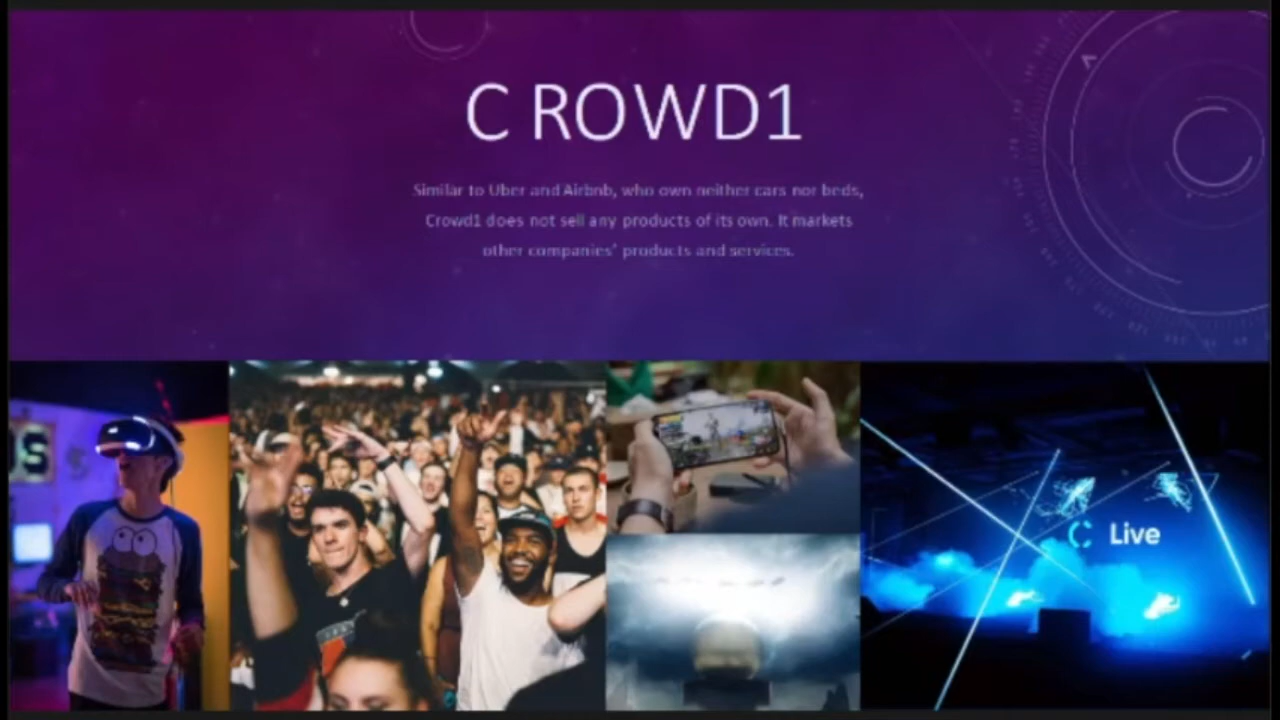 C ROWD1
Similar to Uber and Airbnb, who own neither cars nor beds,
Crowd1 does not sell any products of its own. It markets
other companies' products and services.
OS
Live